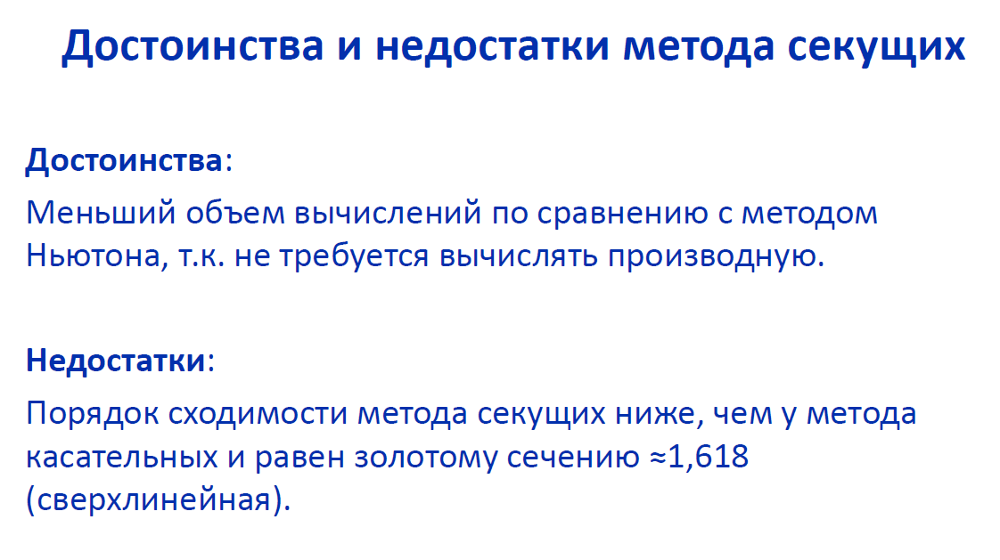 Достоинства и недостатки метода секущих
Достоинства:
Меньший объем вычислений по сравнению с методом
Ньютона, т.к. не требуется вычислять производную.
Недостатки:
Порядок сходимости метода секущих ниже, чем у метода
касательных и равен золотому сечению ≈1,618
(сверхлинейная).